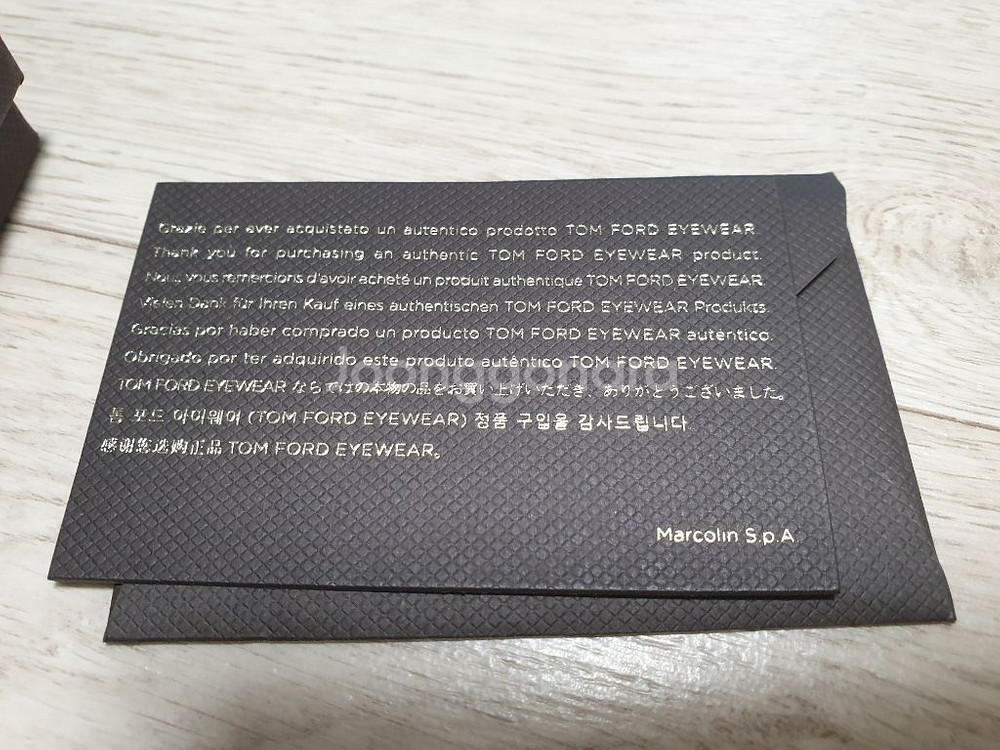 Grazie per aver acquistato un autentico prodotto TOM FORD EYEWEAR.
Thank you for purchasing an authentic TOM FORD EYEWEAR product.
Nous vous remercions d'avoir acheté un produit authentique TOM FORD EYEWEAR.
Vielen Dank für Ihren Kauf eines authentischen TOM FORD EYEWEAR Produkts.
Gracias por haber comprado un producto TOM FORD EYEWEAR auténtico.
Obrigado por ter adquirido este produto autêntico TOM FORD EYEWEAR.
TOM FORD EYEWEAR ならではの本物の品をお買い上げいただき、ありがとうございました。
톰 포드 아이웨어 (TOM FORD EYEWEAR) 정품 구입을 감사드립니다.
感谢您选购正品 TOM FORD EYEWEAR。
Marcolin S.p.A.